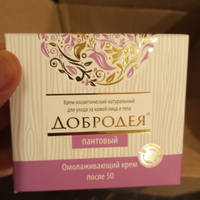 Крем косметический натуральный
для ухода за кожей лица и тела
ДОБРОДЕЯ®
пантовый
Омолаживающий крем
после 50